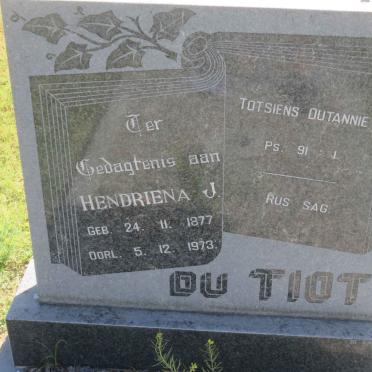 Ter
Gedagtenis aan
HENDRIENA J.
GEB. 24. 11. 1877
OORL. 5. 12. 1973.
TOTSIENS OUTANNIE
PS. 91 : 1.
RUS SAG
DU TIOT